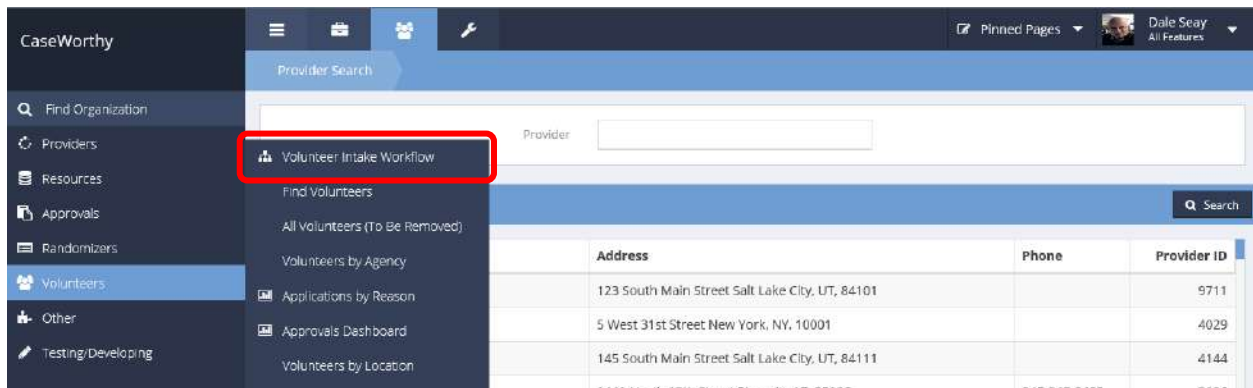 CaseWorthy
Pinned Pages
Dale Seay
All Features
Provider Search
Find Organization
Providers
Resources
Approvals
Randomizers
Volunteers
Other
Testing/Developing
Volunteer Intake Workflow
Find Volunteers
All Volunteers (To Be Removed)
Volunteers by Agency
Applications by Reason
Approvals Dashboard
Volunteers by Location
Provider
Search
Address Phone Provider ID
123 South Main Street Salt Lake City, UT, 84101 9711
5 West 31st Street New York, NY, 10001 4029
145 South Main Street Salt Lake City, UT, 84111 4144